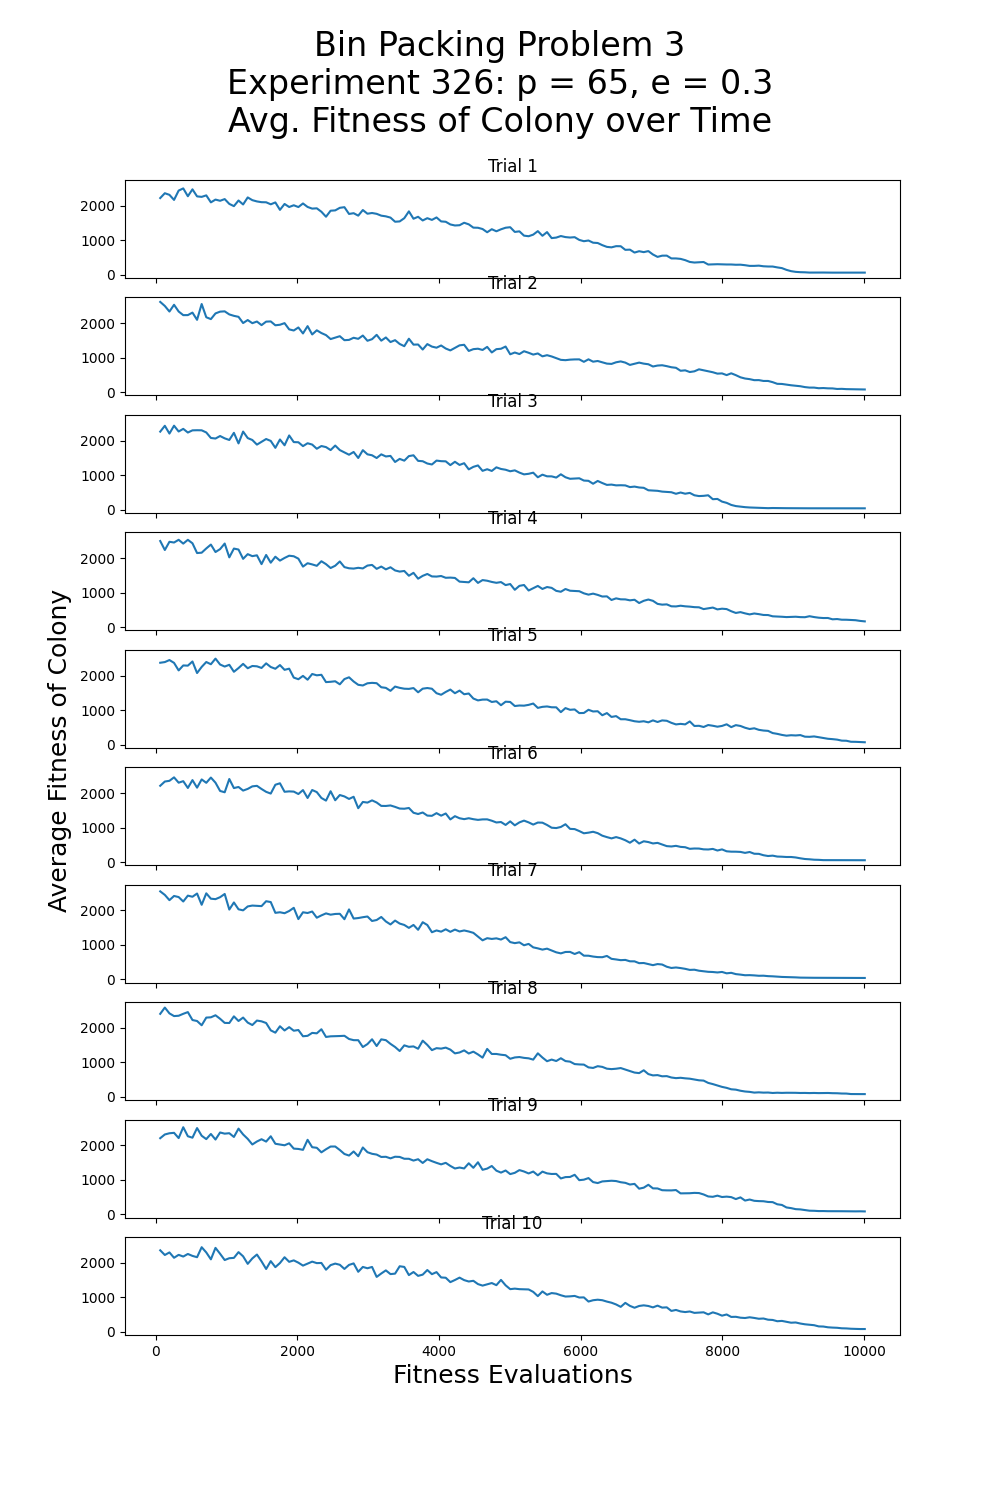 Bin Packing Problem 3
Experiment 326: p = 65, e = 0.3
Avg. Fitness of Colony over Time
Trial 1
2000
1000
0
Trial 2
2000
1000
0
Trial 3
2000
1000
0
Trial 4
2000
1000
0
Trial 5
2000
1000
0
Trial 6
2000
1000
0
Trial 7
2000
1000
0
Trial 8
2000
1000
0
Trial 9
2000
1000
0
Trial 10
2000
1000
0
0 2000 4000 6000 8000 10000
Fitness Evaluations
Average Fitness of Colony